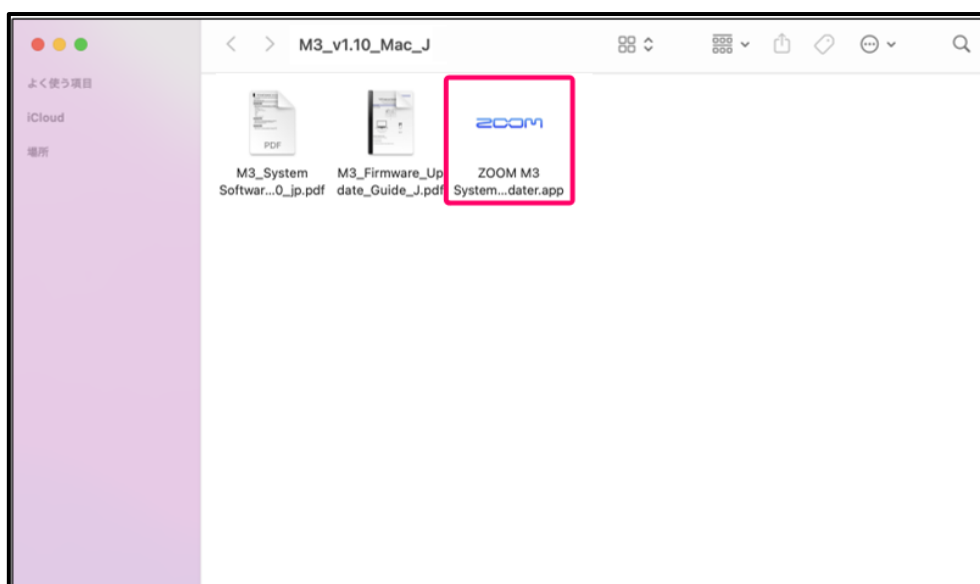 M3_v1.10_Mac_J
よく使う項目
iCloud
場所
PDF
M3_System
Softwar...0_jp.pdf
M3_Firmware_Up
date_Guide_J.pdf
ZOOM
ZOOM M3
System...dater.app